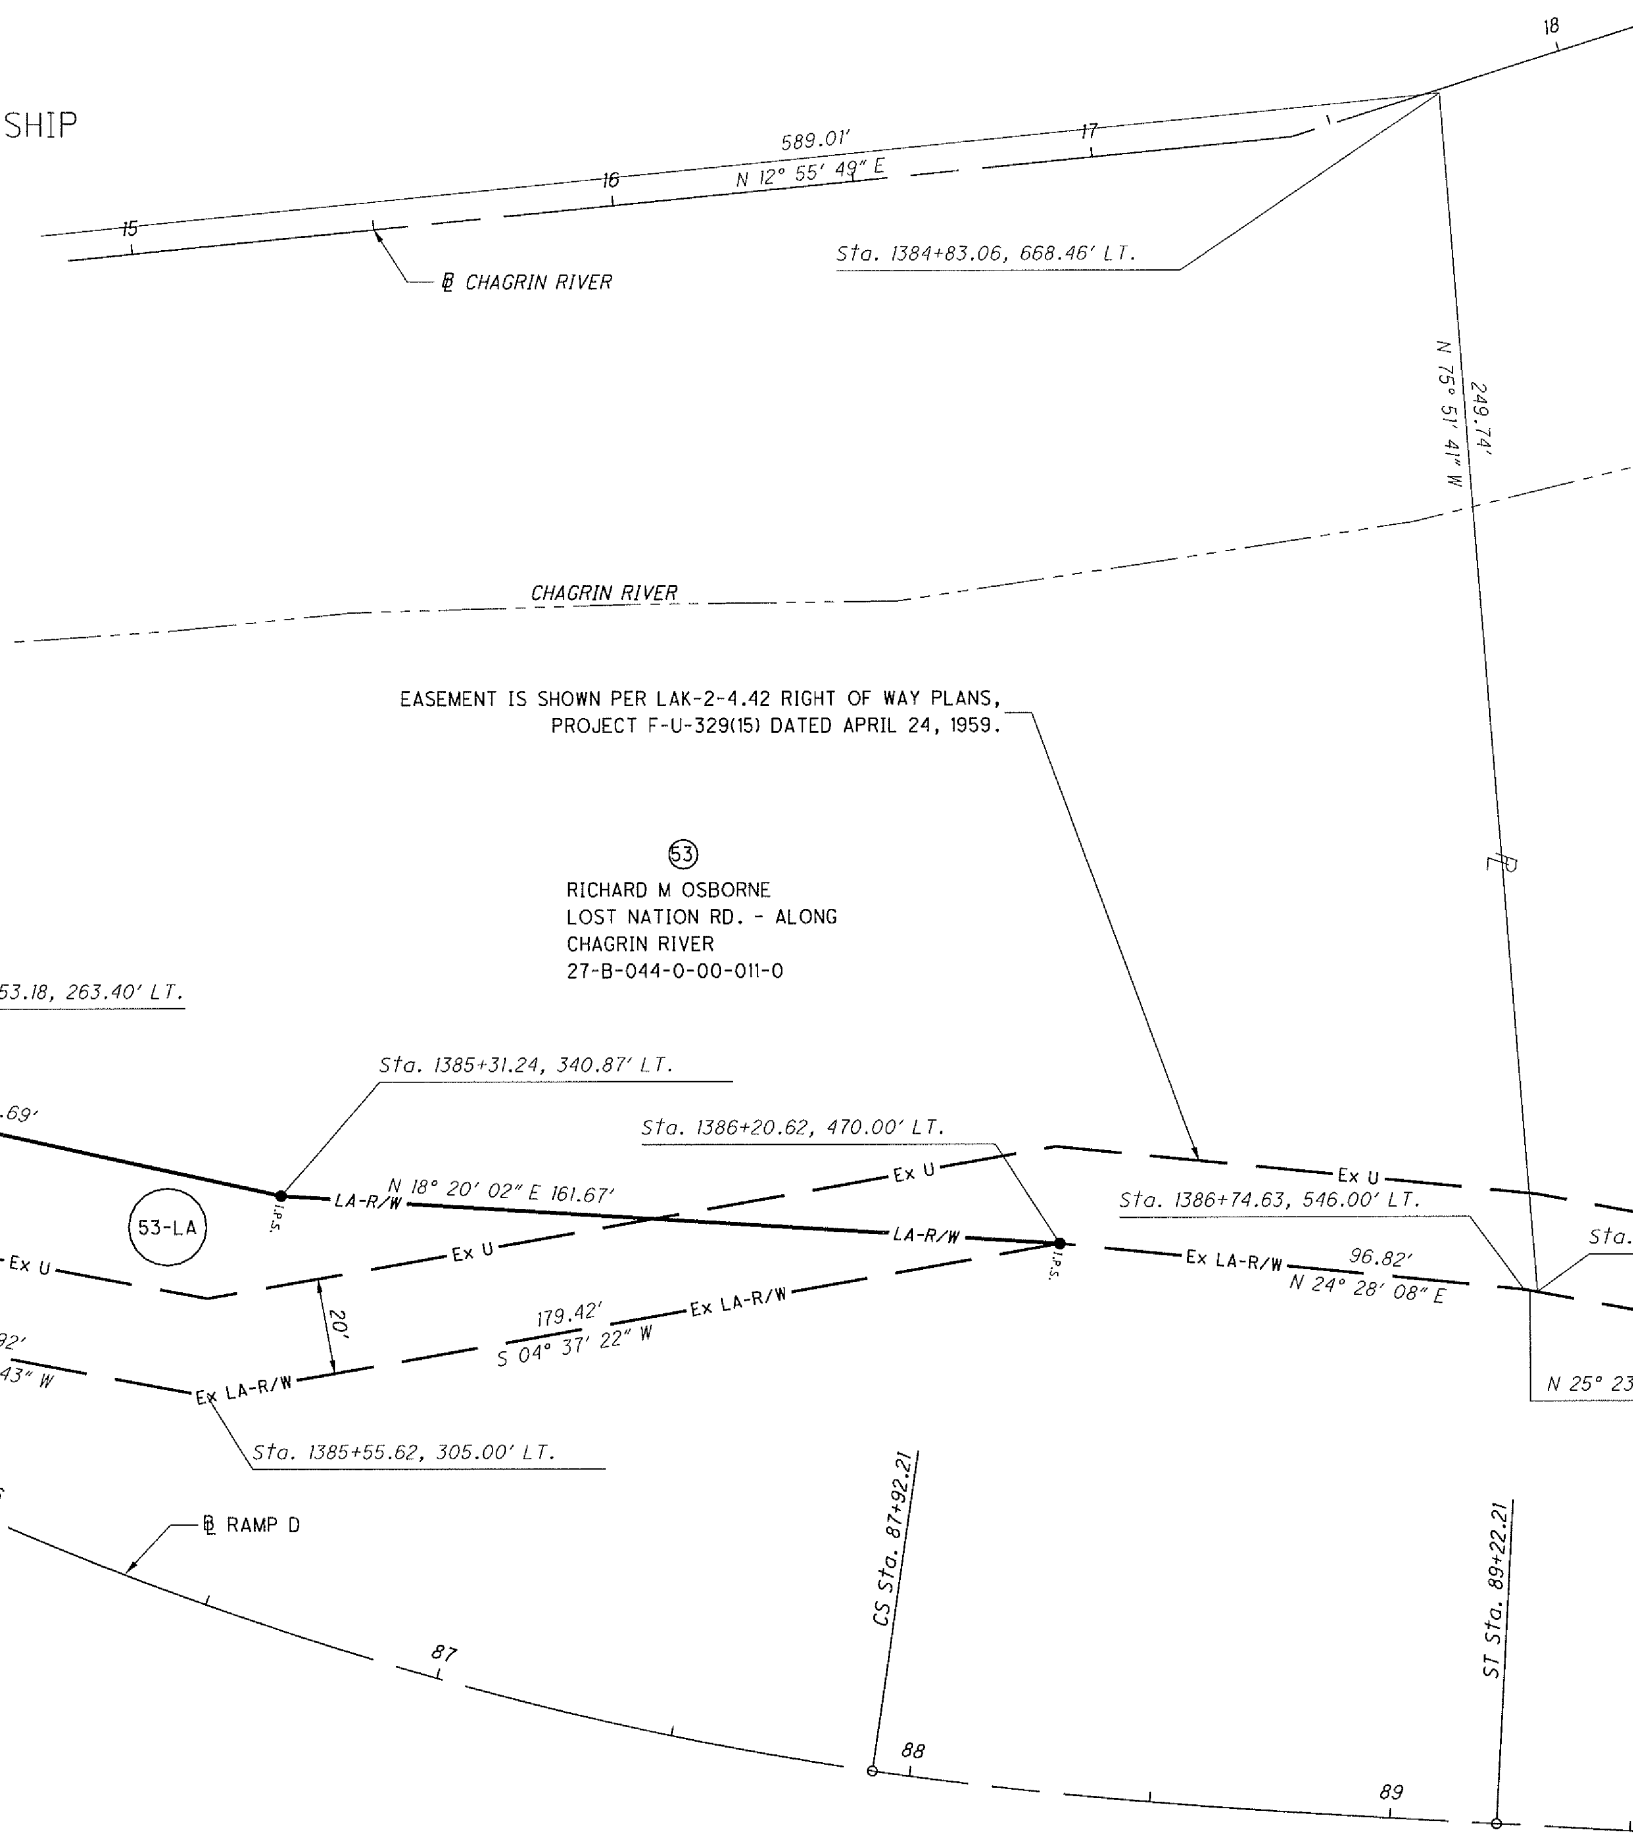 18
SHIP
589.01'
17
N 12° 55' 49" E
16
15
Sta. 1384+83.06, 668.46' LT.
℄ CHAGRIN RIVER
N 75° 51' 41" W
249.74'
CHAGRIN RIVER
EASEMENT IS SHOWN PER LAK-2-4.42 RIGHT OF WAY PLANS,
PROJECT F-U-329(15) DATED APRIL 24, 1959.
53
PL
RICHARD M OSBORNE
LOST NATION RD. - ALONG
CHAGRIN RIVER
27-B-044-0-00-011-0
53.18, 263.40' LT.
Sta. 1385+31.24, 340.87' LT.
.69'
Sta. 1386+20.62, 470.00' LT.
Ex U
Ex U
N 18° 20' 02" E 161.67'
LA-R/W
Sta. 1386+74.63, 546.00' LT.
I.P.S.
53-LA
LA-R/W
Sta.
Ex U
Ex U
I.P.S.
Ex LA-R/W
96.82'
N 24° 28' 08" E
20'
179.42'
Ex LA-R/W
S 04° 37' 22" W
92'
43" W
Ex LA-R/W
N 25° 23
Sta. 1385+55.62, 305.00' LT.
CS Sta. 87+92.21
ST Sta. 89+22.21
℄ RAMP D
87
88
89